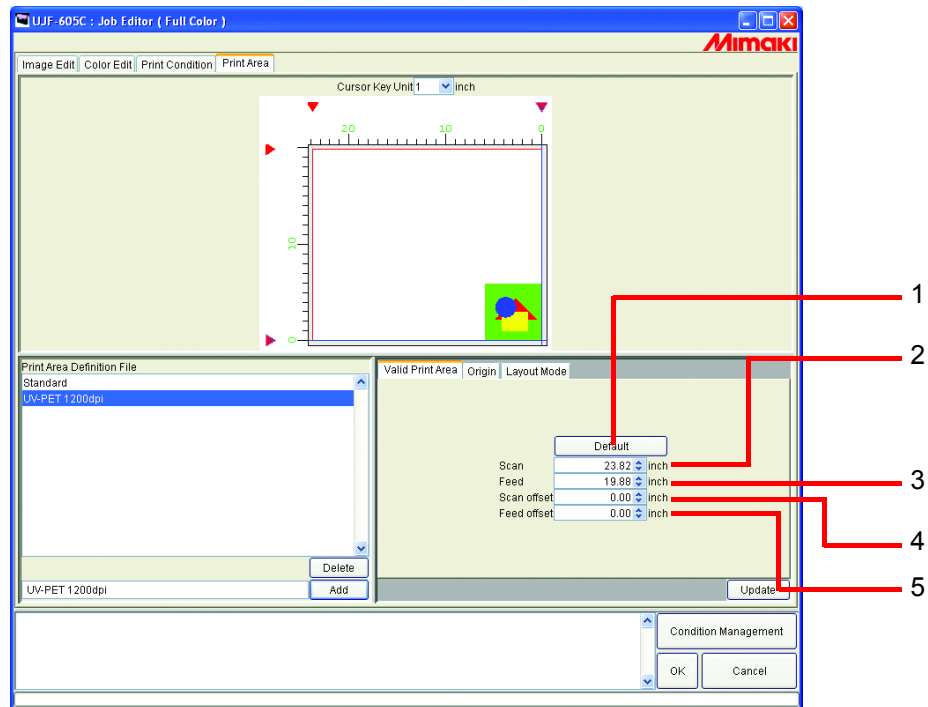 UJF-605C : Job Editor ( Full Color )
Mimaki
Image Edit Color Edit Print Condition Print Area
Cursor Key Unit 1 inch
20 10 0
10
0
1
2
3
4
5
Print Area Definition File
Standard
UV-PET 1200dpi
Delete
UV-PET 1200dpi Add
Valid Print Area Origin Layout Mode
Default
Scan 23.82 inch
Feed 19.88 inch
Scan offset 0.00 inch
Feed offset 0.00 inch
Update
Condition Management
OK Cancel